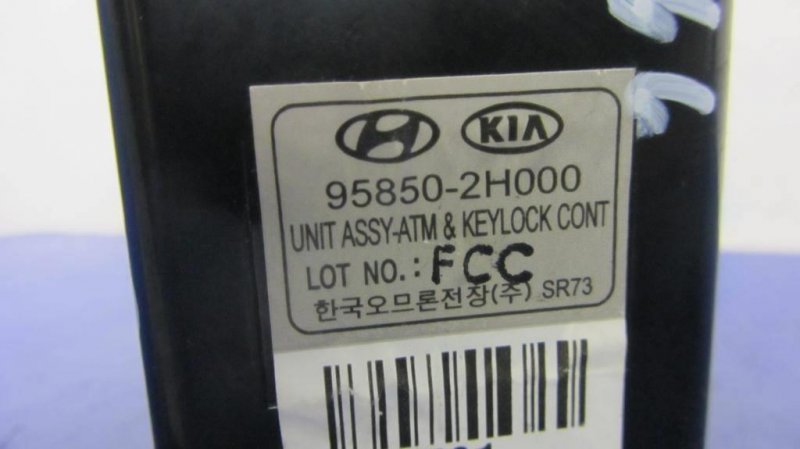 KIA
95850-2H000
UNIT ASSY-ATM & KEYLOCK CONT
LOT NO.: FCC
한국오므론전장(주) SR73